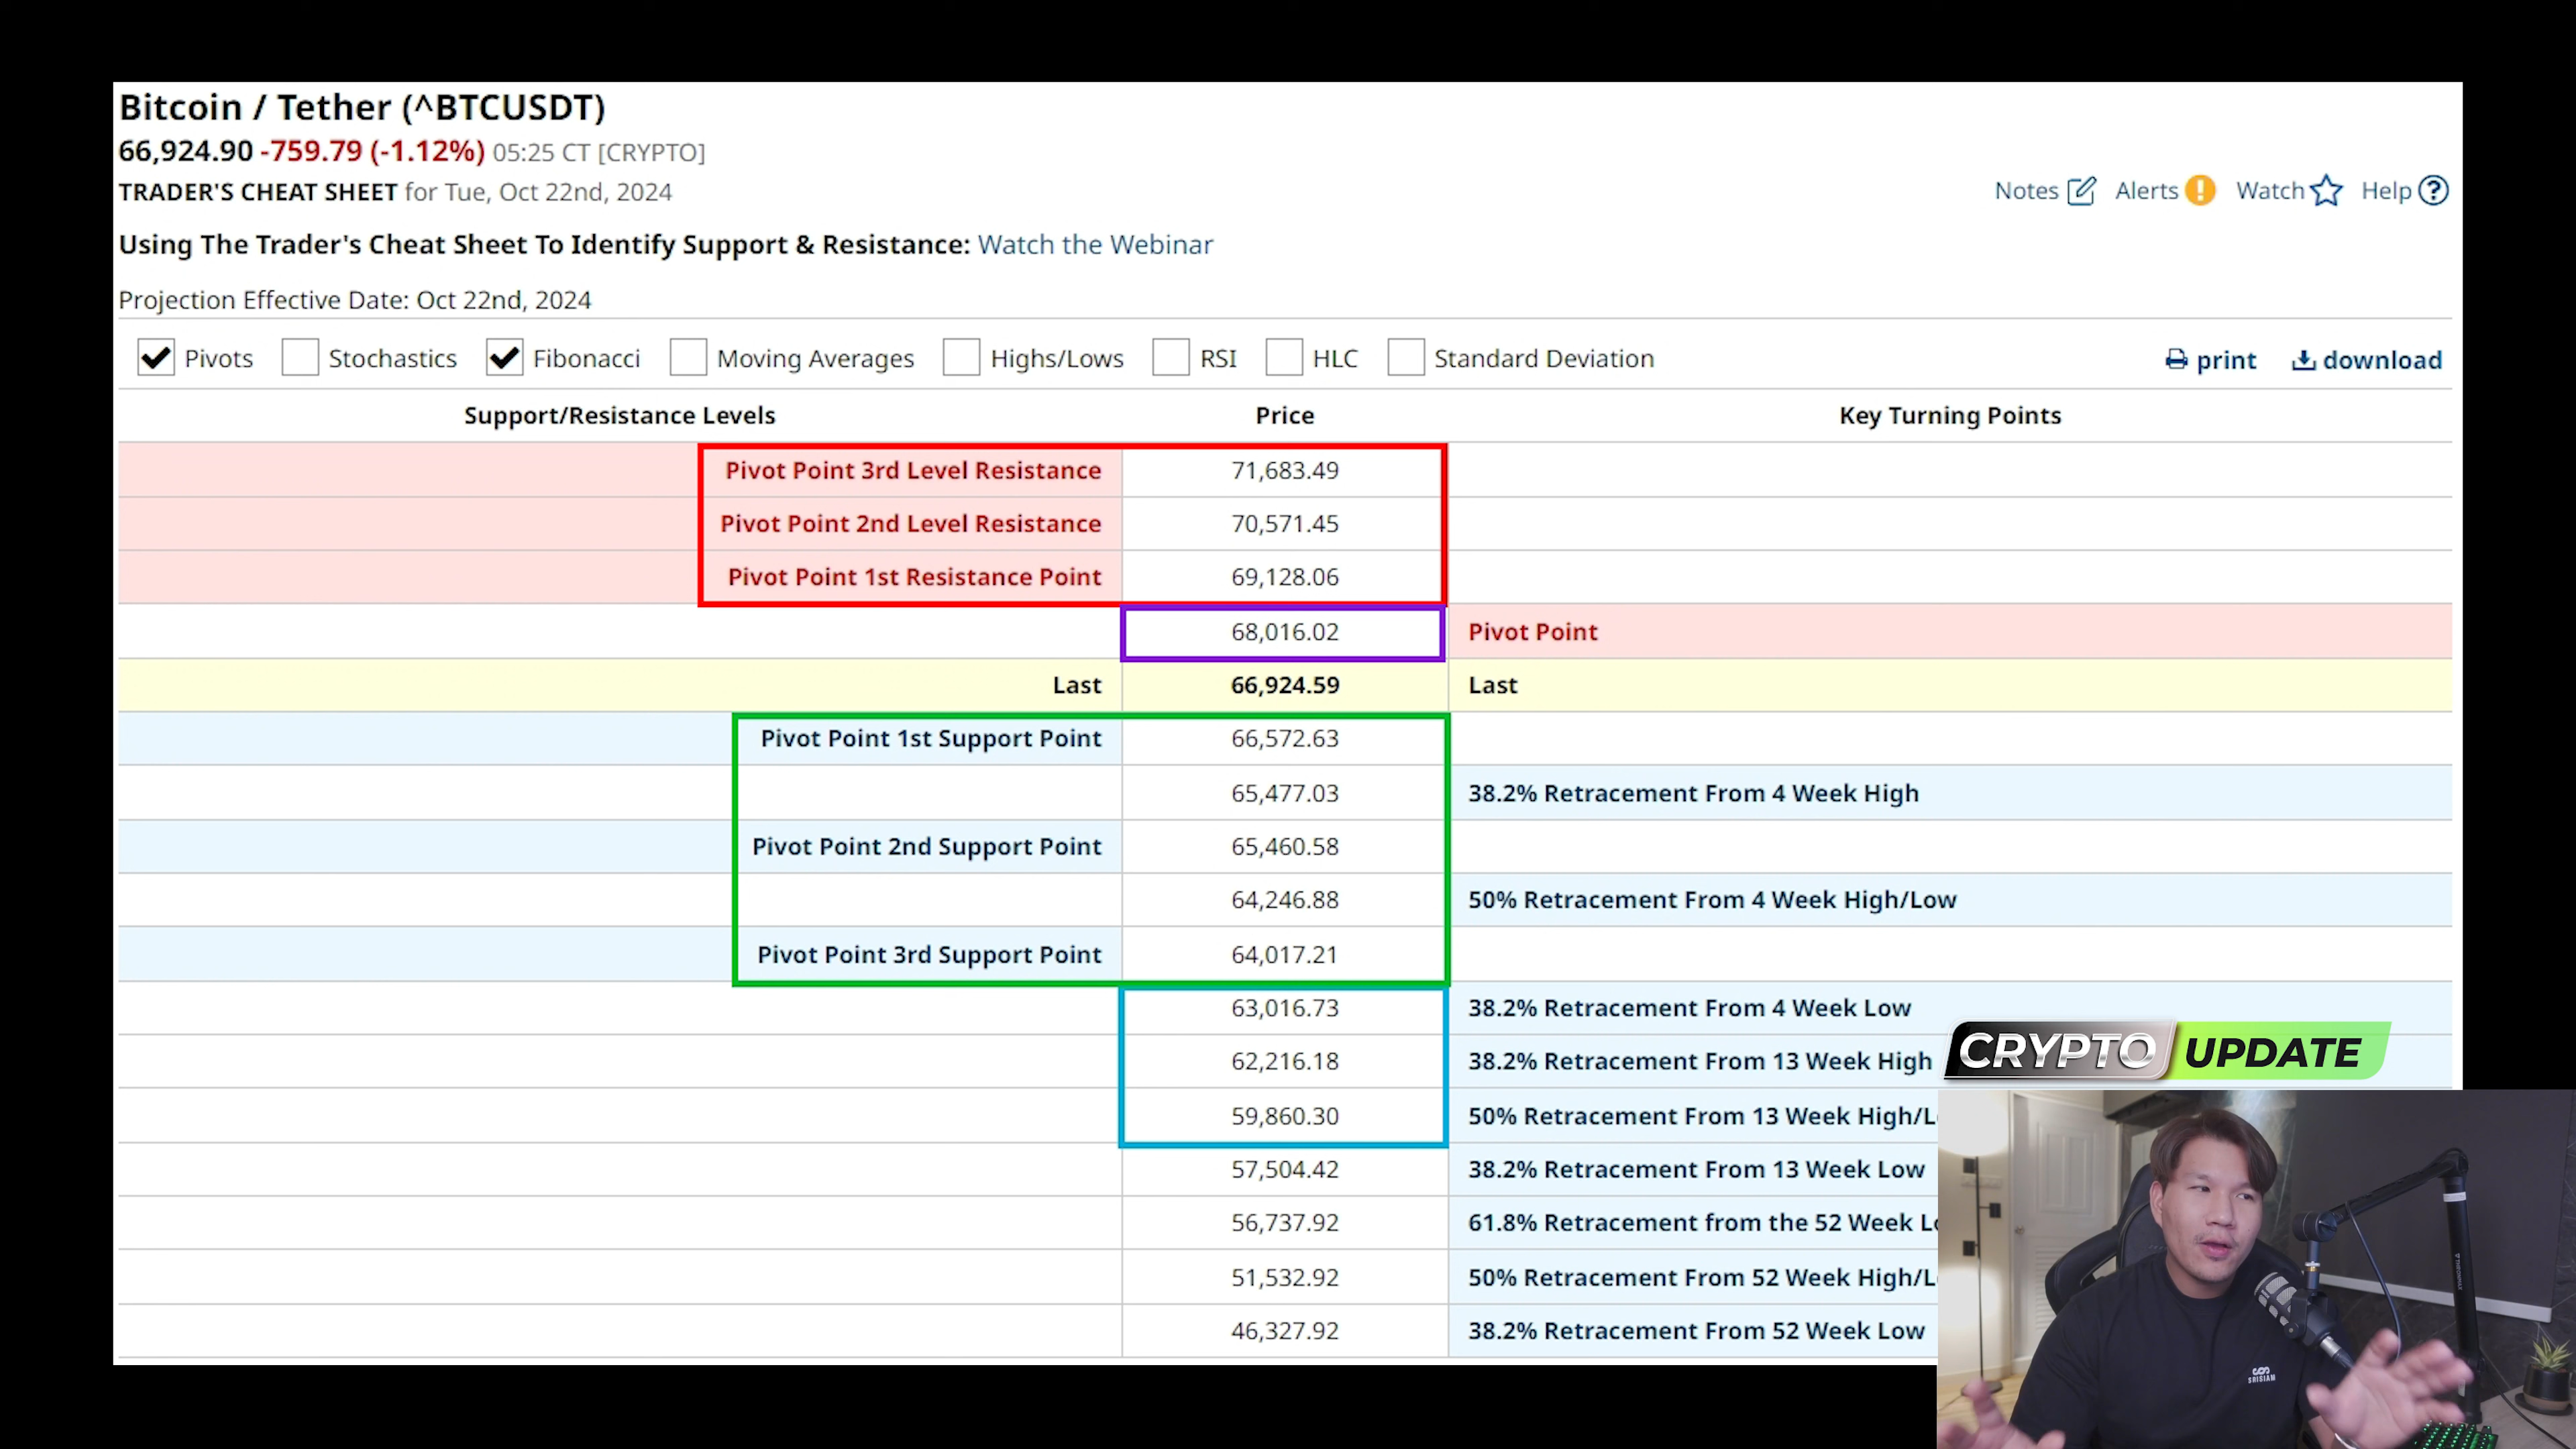 Bitcoin / Tether (^BTCUSDT)
66,924.90 -759.79 (-1.12%) 05:25 CT [CRYPTO]
TRADER'S CHEAT SHEET for Tue, Oct 22nd, 2024
Notes Alerts Watch Help
Using The Trader's Cheat Sheet To Identify Support & Resistance: Watch the Webinar
Projection Effective Date: Oct 22nd, 2024
Pivots Stochastics Fibonacci Moving Averages Highs/Lows RSI HLC Standard Deviation print download
Support/Resistance Levels Price Key Turning Points
Pivot Point 3rd Level Resistance 71,683.49
Pivot Point 2nd Level Resistance 70,571.45
Pivot Point 1st Resistance Point 69,128.06
68,016.02 Pivot Point
Last 66,924.59 Last
Pivot Point 1st Support Point 66,572.63
65,477.03 38.2% Retracement From 4 Week High
Pivot Point 2nd Support Point 65,460.58
64,246.88 50% Retracement From 4 Week High/Low
Pivot Point 3rd Support Point 64,017.21
63,016.73 38.2% Retracement From 4 Week Low
62,216.18 38.2% Retracement From 13 Week High
CRYPTO UPDATE
59,860.30 50% Retracement From 13 Week High/L
57,504.42 38.2% Retracement From 13 Week Low
56,737.92 61.8% Retracement from the 52 Week L
51,532.92 50% Retracement From 52 Week High/L
46,327.92 38.2% Retracement From 52 Week Low
SRISIAM